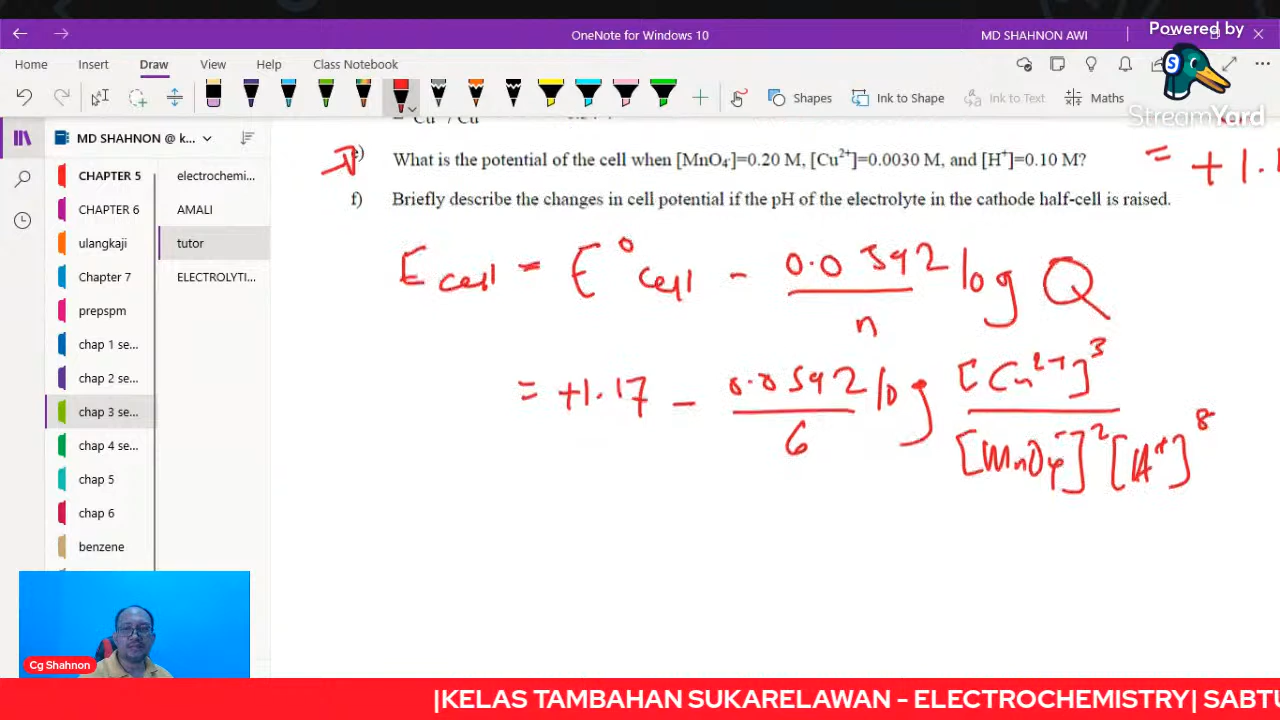 Powered by
StreamYard
OneNote for Windows 10
MD SHAHNON AWI
Home Insert Draw View Help Class Notebook
Shapes Ink to Shape Ink to Text Maths
MD SHAHNON @ k...
CHAPTER 5
CHAPTER 6
ulangkaji
Chapter 7
prepspm
chap 1 se...
chap 2 se...
chap 3 se...
chap 4 se...
chap 5
chap 6
benzene
electrochemi...
AMALI
tutor
ELECTROLYTI...
e) What is the potential of the cell when [MnO₄⁻]=0.20 M, [Cu²⁺]=0.0030 M, and [H⁺]=0.10 M?
= +1.1
f) Briefly describe the changes in cell potential if the pH of the electrolyte in the cathode half-cell is raised.
E cell = E⁰ cell - 0.0592/n log Q
= +1.17 - 0.0592/6 log [Cu²⁺]³/[MnO₄⁻]²[H⁺]⁸
Cg Shahnon
|KELAS TAMBAHAN SUKARELAWAN - ELECTROCHEMISTRY| SABTU